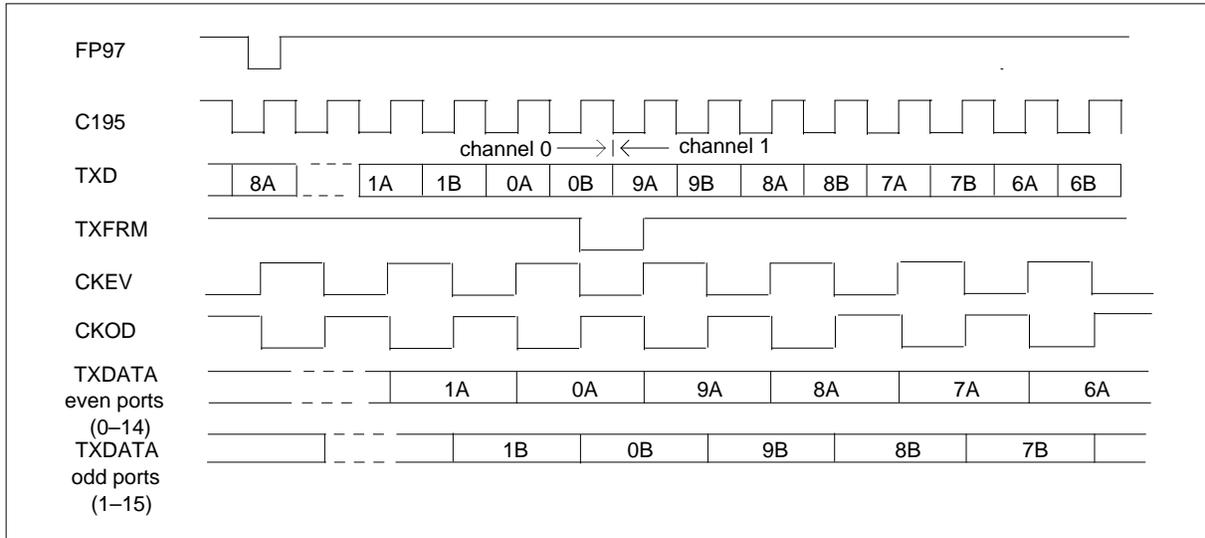 FP97
C195
channel 0
channel 1
TXD
8A
1A 1B 0A 0B 9A 9B 8A 8B 7A 7B 6A 6B
TXFRM
CKEV
CKOD
TXDATA
even ports
(0–14)
1A 0A 9A 8A 7A 6A
TXDATA
odd ports
(1–15)
1B 0B 9B 8B 7B